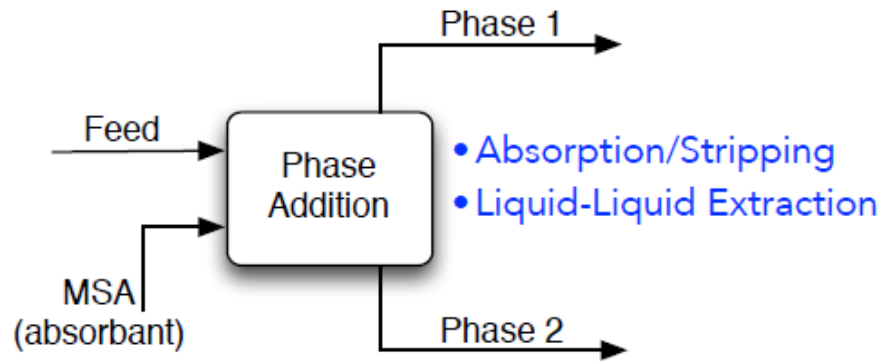 Phase 1
Feed
Phase
Addition
• Absorption/Stripping
• Liquid-Liquid Extraction
MSA
(absorbant)
Phase 2